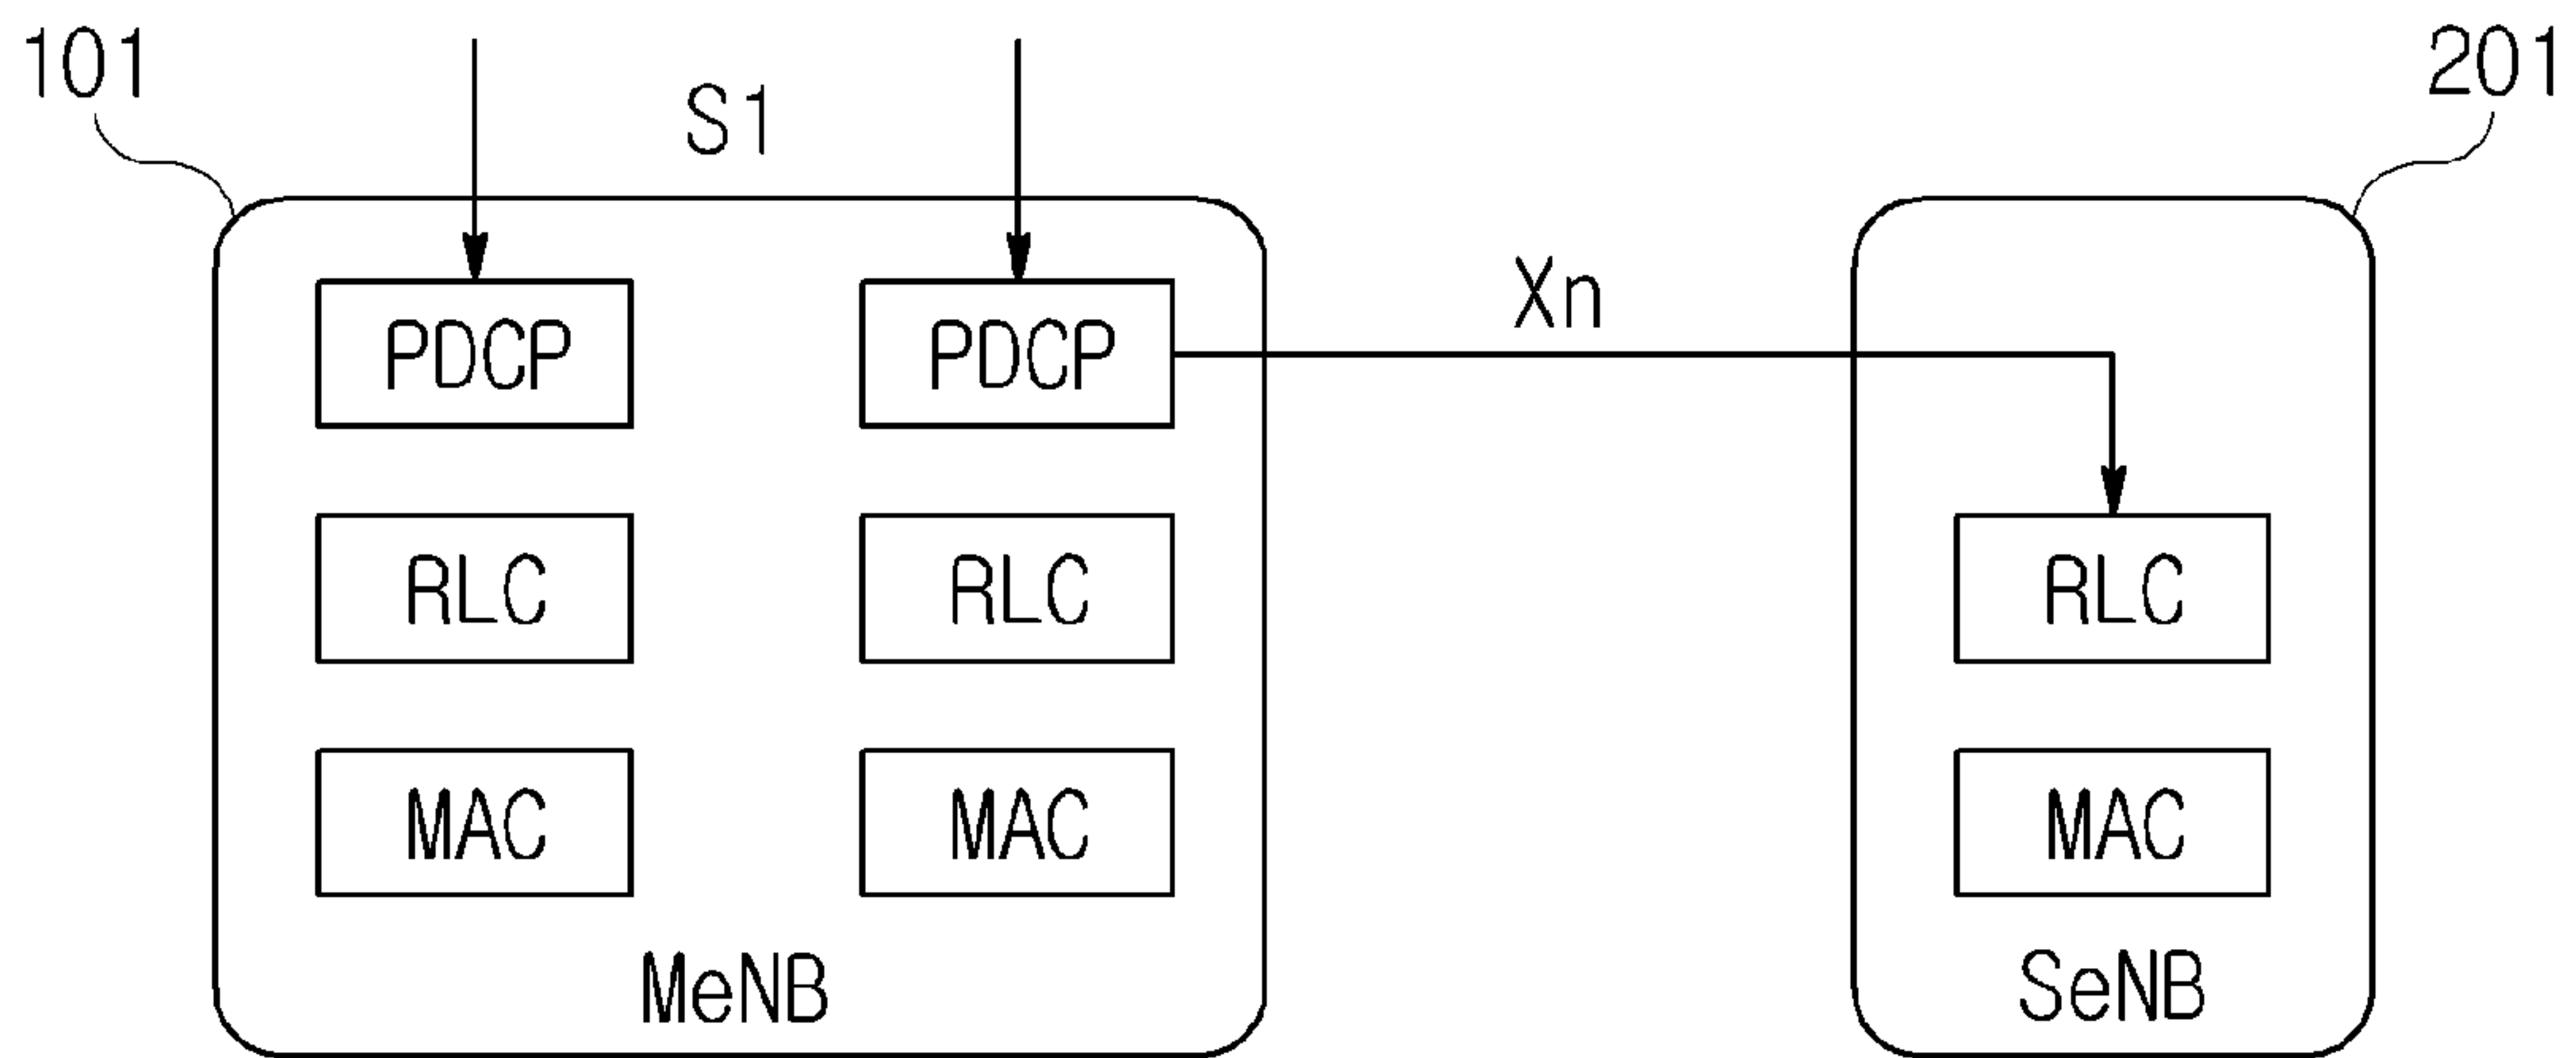 101
S1
201
Xn
PDCP PDCP
RLC RLC RLC
MAC MAC MAC
MeNB SeNB